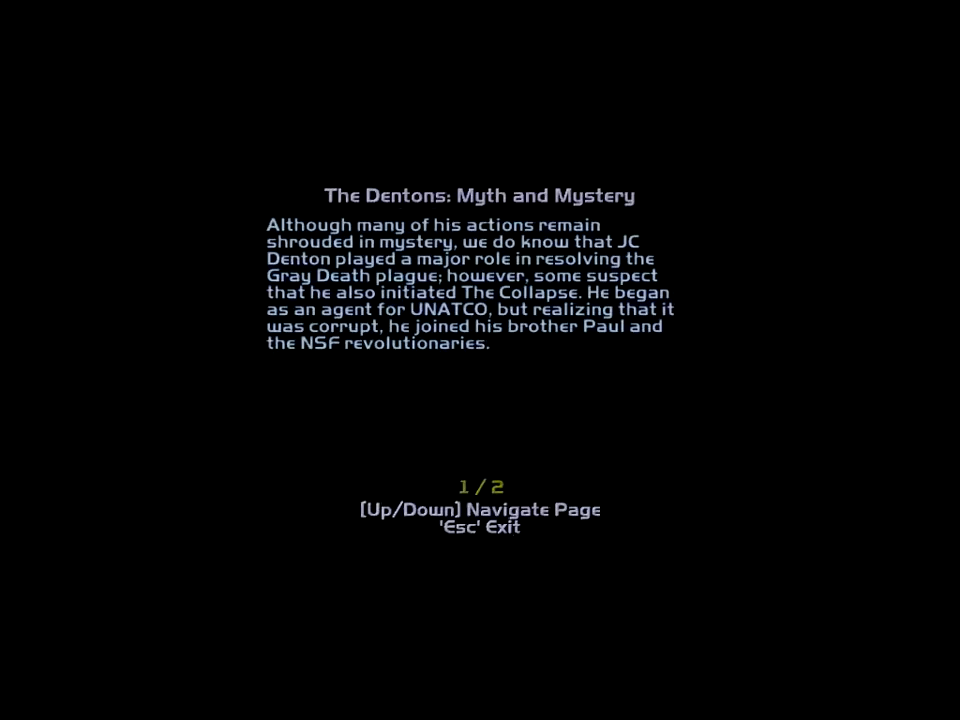 The Dentons: Myth and Mystery
Although many of his actions remain
shrouded in mystery, we do know that JC
Denton played a major role in resolving the
Gray Death plague; however, some suspect
that he also initiated The Collapse. He began
as an agent for UNATCO, but realizing that it
was corrupt, he joined his brother Paul and
the NSF revolutionaries.
1 / 2
[Up/Down] Navigate Page
'Esc' Exit